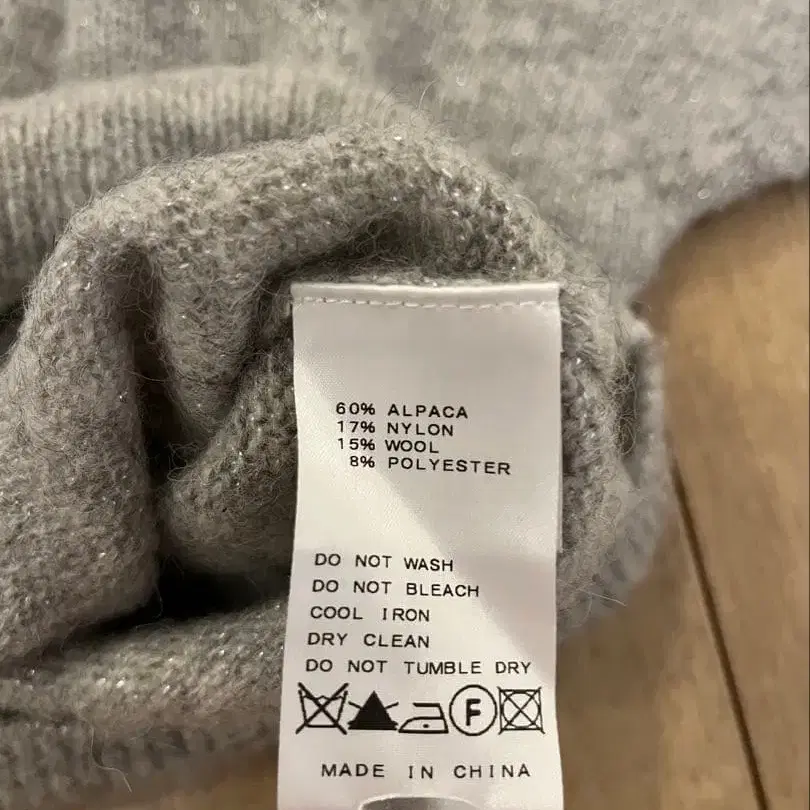 60% ALPACA
17% NYLON
15% WOOL
8% POLYESTER
DO NOT WASH
DO NOT BLEACH
COOL IRON
DRY CLEAN
DO NOT TUMBLE DRY
F
MADE IN CHINA